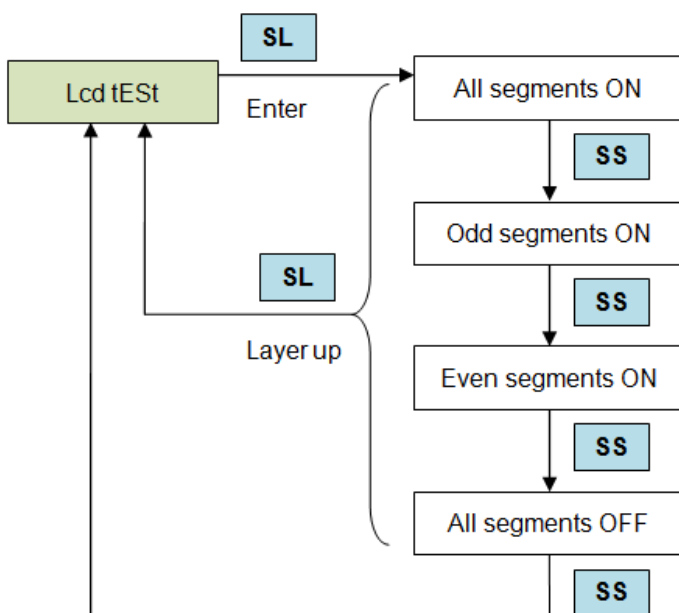 SL
Lcd tESt
All segments ON
Enter
SS
Odd segments ON
SL
SS
Layer up
Even segments ON
SS
All segments OFF
SS